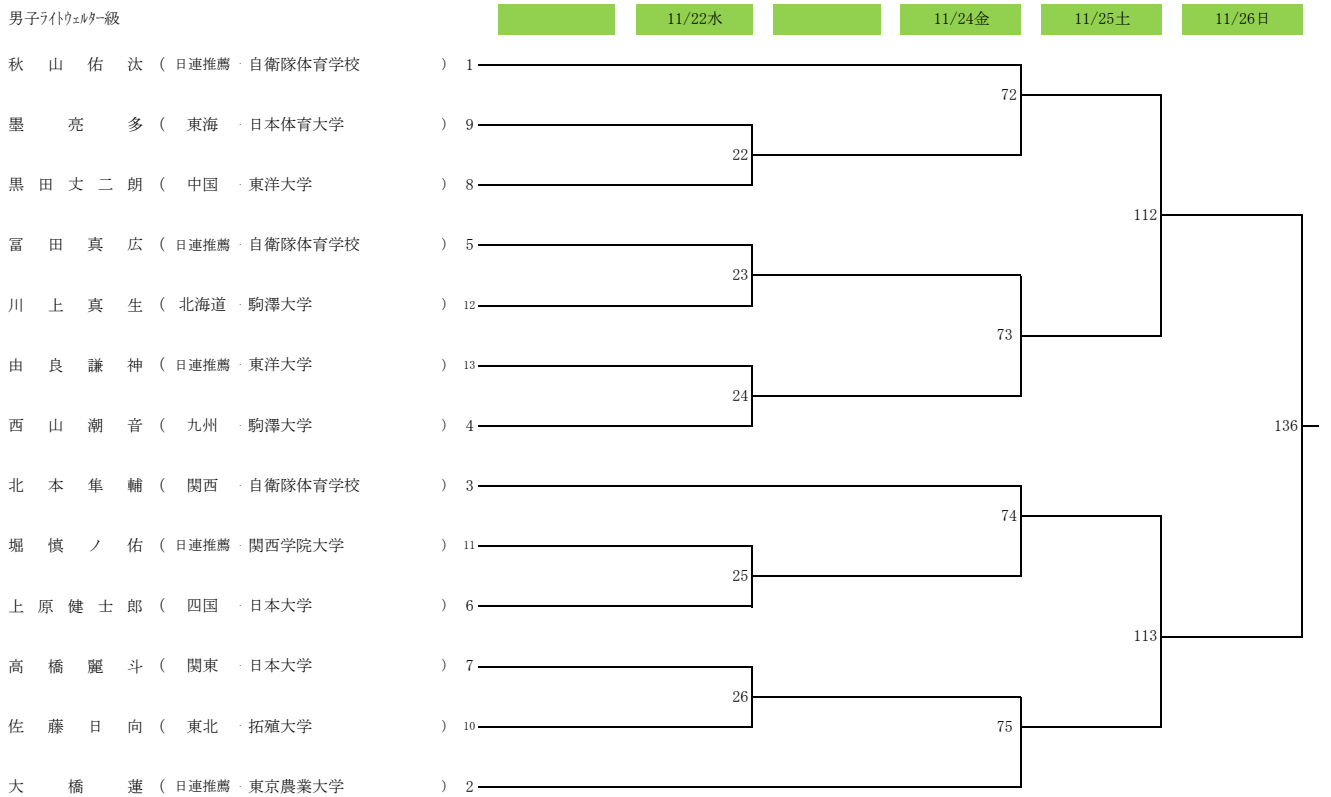 男子ライトウェルター級 11/22水 11/24金 11/25土 11/26日
秋山佑汰 ( 日連推薦 · 自衛隊体育学校 ) 1
72
墨亮多 ( 東海 · 日本体育大学 ) 9
22
黒田丈二朗 ( 中国 · 東洋大学 ) 8
112
冨田真広 ( 日連推薦 · 自衛隊体育学校 ) 5
23
川上真生 ( 北海道 · 駒澤大学 ) 12
73
由良謙神 ( 日連推薦 · 東洋大学 ) 13
24
西山潮音 ( 九州 · 駒澤大学 ) 4
136
北本隼輔 ( 関西 · 自衛隊体育学校 ) 3
74
堀慎ノ佑 ( 日連推薦 · 関西学院大学 ) 11
25
上原健士郎 ( 四国 · 日本大学 ) 6
113
高橋麗斗 ( 関東 · 日本大学 ) 7
26
佐藤日向 ( 東北 · 拓殖大学 ) 10
75
大橋蓮 ( 日連推薦 · 東京農業大学 ) 2